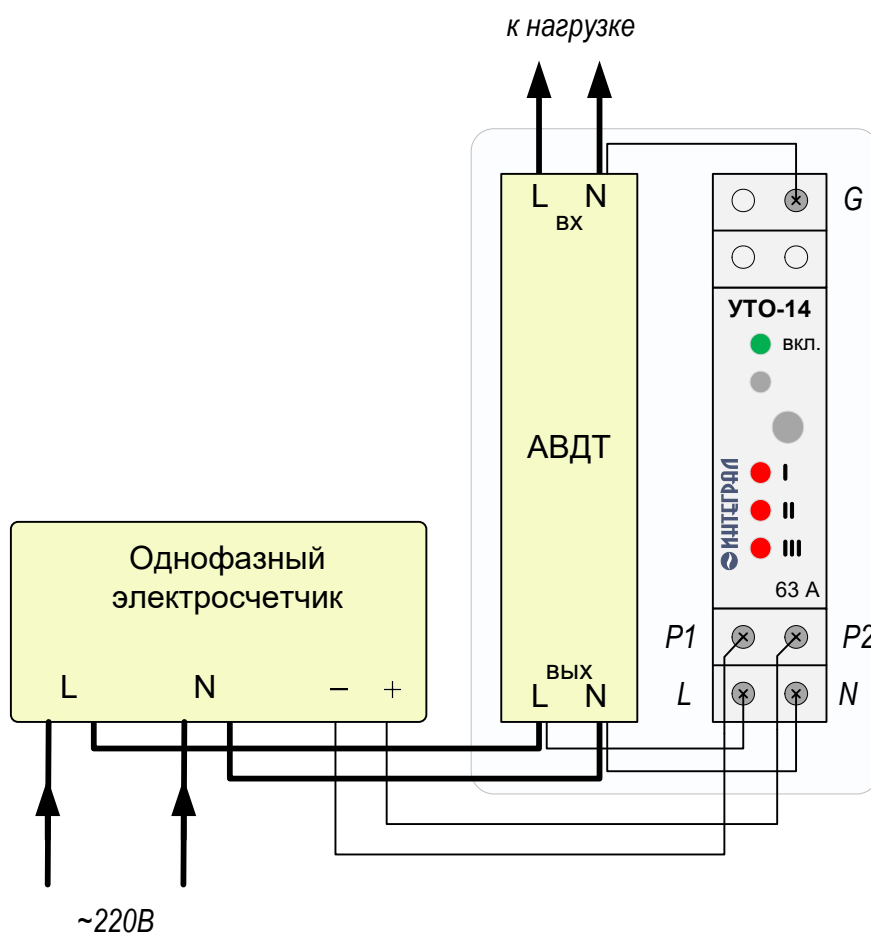 к нагрузке
L N
вх
G
УТО-14
вкл.
АВДТ
ИНТЕГРАЛ
I
II
III
63 А
Однофазный
электросчетчик
L N − +
вых
L N
P1 P2
L N
~220В